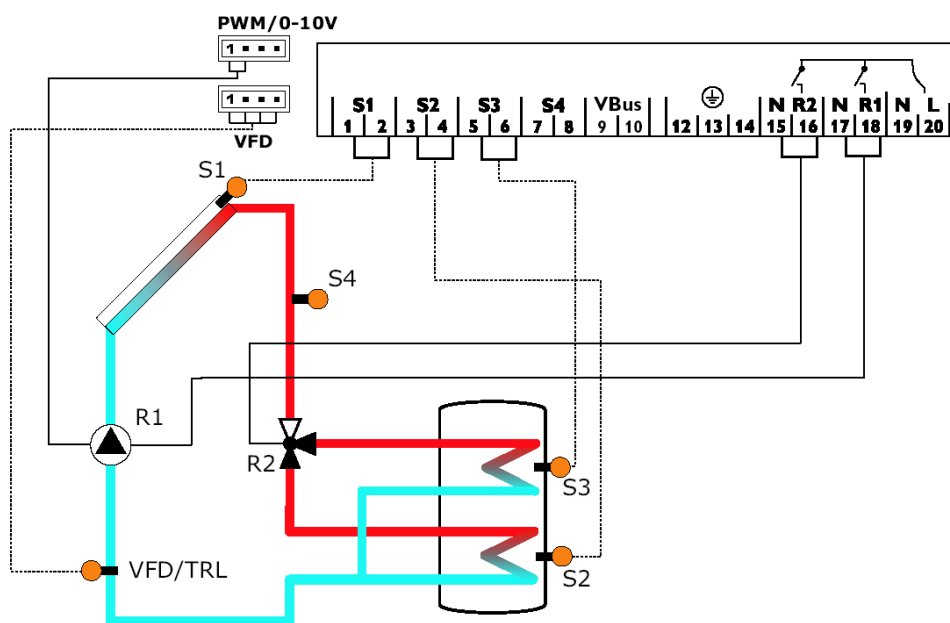 PWM/0-10V
1
1
VFD
S1 S2 S3 S4 VBus N R2 N R1 N L
1 2 3 4 5 6 7 8 9 10 12 13 14 15 16 17 18 19 20
S1
S4
R1
R2
S3
VFD/TRL
S2